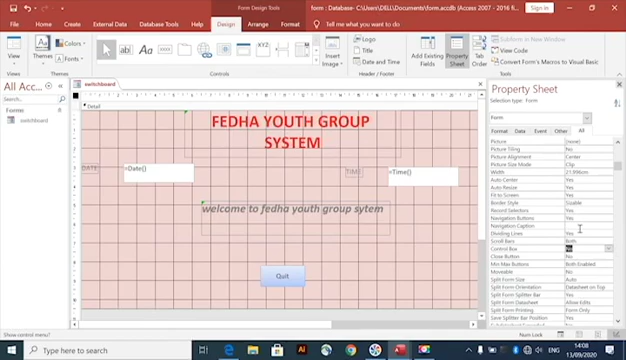 Form Design Tools
form : Database- C:\Users\DELL\Documents\form.accdb (Access 2007 - 2016 f...
Sign in
File Home Create External Data Database Tools Design Arrange Format Tell me what you want to do
Views
Themes
Colors
Fonts
Themes
Controls
Insert Image
Logo
Title
Date and Time
Header / Footer
Add Existing Fields
Property Sheet
Tab Order
Subform in New Window
View Code
Convert Form's Macros to Visual Basic
Tools
All Acc...
Search...
Forms
switchboard
switchboard
Detail
FEDHA YOUTH GROUP
SYSTEM
DATE
=Date()
TIME
=Time()
welcome to fedha youth group sytem
Quit
Property Sheet
Selection type: Form
Form
Format Data Event Other All
Picture (none)
Picture Tiling No
Picture Alignment Center
Picture Size Mode Clip
Width 21.996cm
Auto Center Yes
Auto Resize Yes
Fit to Screen Yes
Border Style Sizable
Record Selectors Yes
Navigation Buttons Yes
Navigation Caption
Dividing Lines Yes
Scroll Bars Both
Control Box No
Close Button No
Min Max Buttons Both Enabled
Moveable No
Split Form Size Auto
Split Form Orientation Datasheet on Top
Split Form Splitter Bar Yes
Split Form Datasheet Allow Edits
Split Form Printing Form Only
Save Splitter Bar Position Yes
Show control menu?
Num Lock
Type here to search
ENG
14:08
13/09/2020